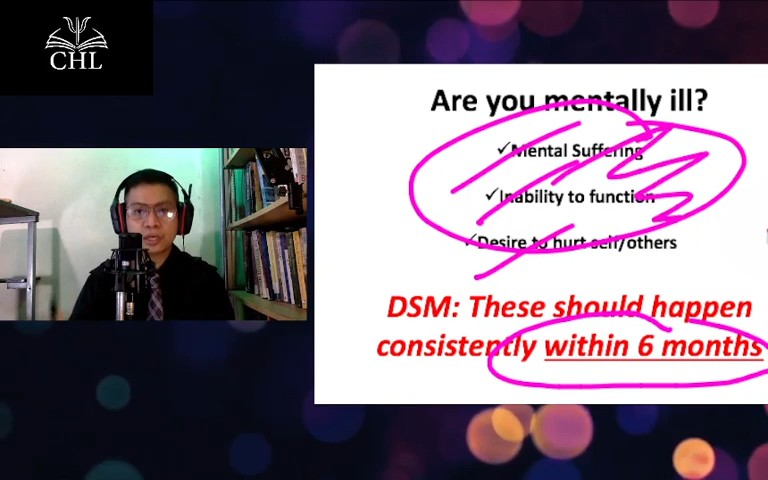 CHL
Are you mentally ill?
✓Mental Suffering
✓Inability to function
✓Desire to hurt self/others
DSM: These should happen
consistently within 6 months